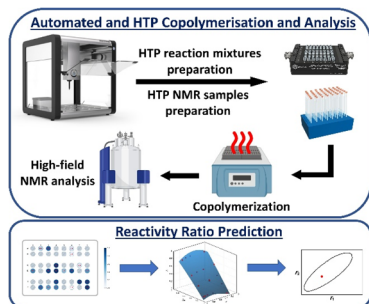 Automated and HTP Copolymerisation and Analysis
HTP reaction mixtures
preparation
HTP NMR samples
preparation
High-field
NMR analysis
Copolymerization
Reactivity Ratio Prediction
r₁